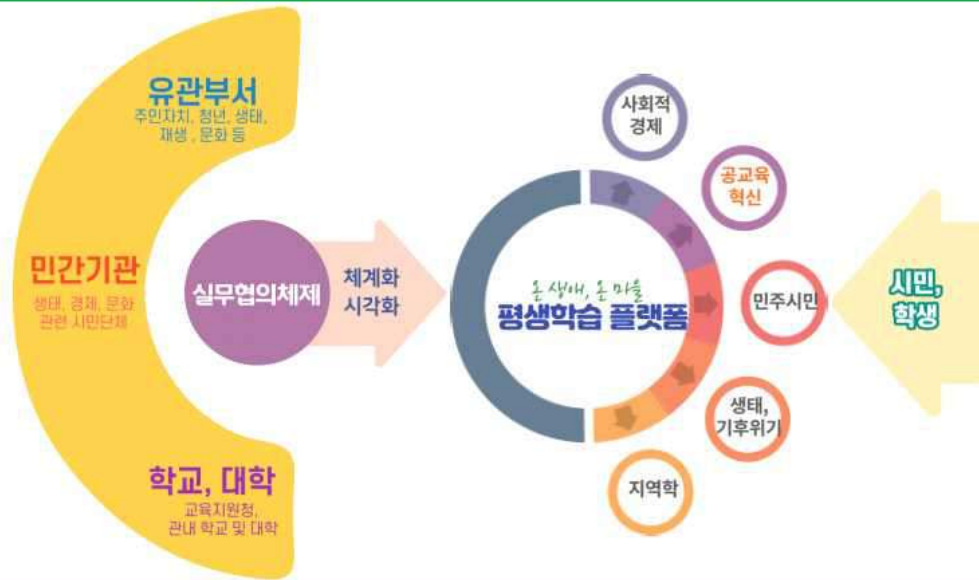 유관부서
주민자치, 청년, 생태,
재생 , 문화 등
민간기관
생태, 경제, 문화
관련 시민단체
학교, 대학
교육지원청,
관내 학교 및 대학
실무협의체제
체계화
시각화
온 생애, 온 마을
평생학습 플랫폼
사회적
경제
공교육
혁신
민주시민
생태,
기후위기
지역학
시민,
학생